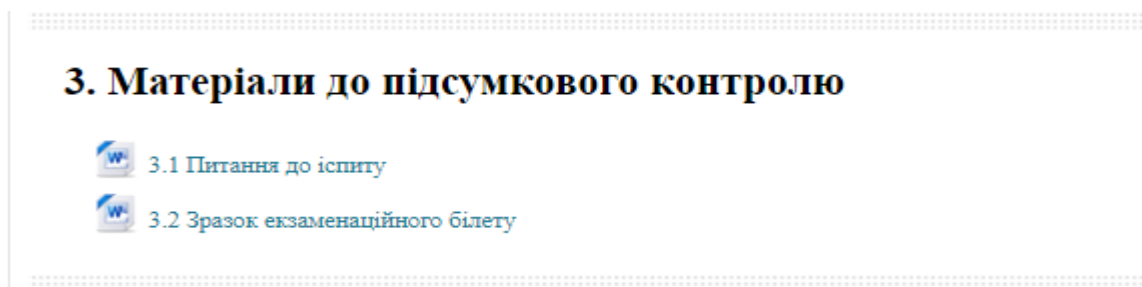 3. Матеріали до підсумкового контролю
3.1 Питання до іспиту
3.2 Зразок екзаменаційного білету